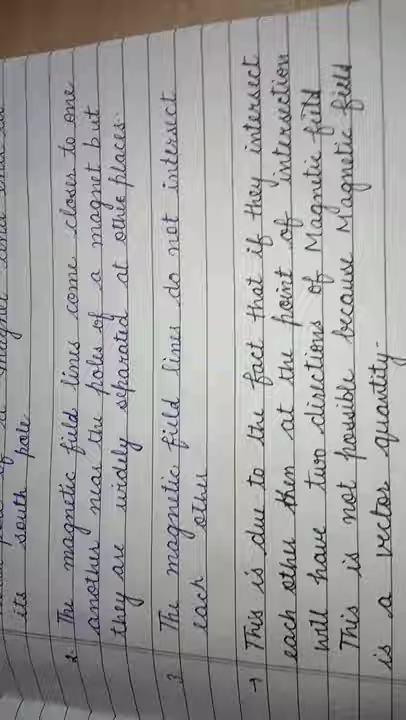 a magnet and
its south pole
2. The magnetic field lines come closer to one
another near the poles of a magnet but
they are widely separated at other places.
3 The magnetic field lines do not intersect
each other
→ This is due to the fact that if they intersect
each other then at the point of intersection
will have two directions of Magnetic field
This is not possible because Magnetic field
is a vector quantity.